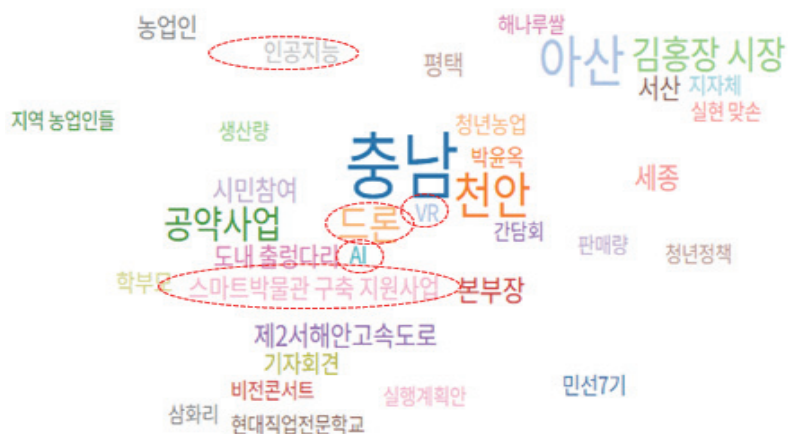 농업인
해나루쌀
인공지능
평택
아산
김홍장 시장
서산
지자체
실현 맞손
지역 농업인들
생산량
청년농업
충남
박윤옥
시민참여
천안
세종
공약사업
드론
VR
간담회
판매량
청년정책
도내 출렁다리
AI
학부모
스마트박물관 구축 지원사업
본부장
제2서해안고속도로
기자회견
비전콘서트
실행계획안
민선7기
삼화리
현대직업전문학교